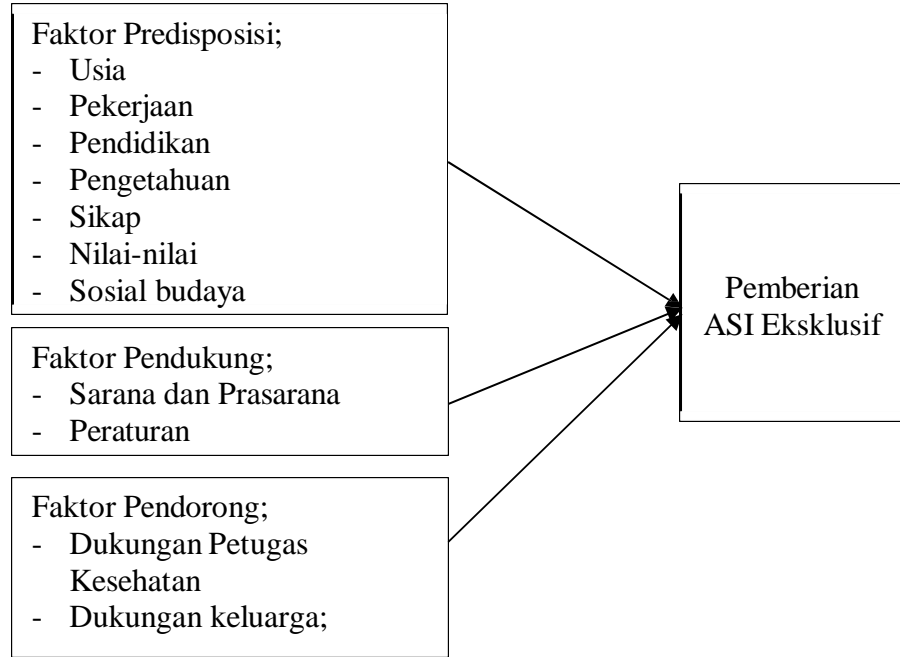 Faktor Predisposisi;
- Usia
- Pekerjaan
- Pendidikan
- Pengetahuan
- Sikap
- Nilai-nilai
- Sosial budaya
Faktor Pendukung;
- Sarana dan Prasarana
- Peraturan
Faktor Pendorong;
- Dukungan Petugas
Kesehatan
- Dukungan keluarga;
Pemberian
ASI Eksklusif